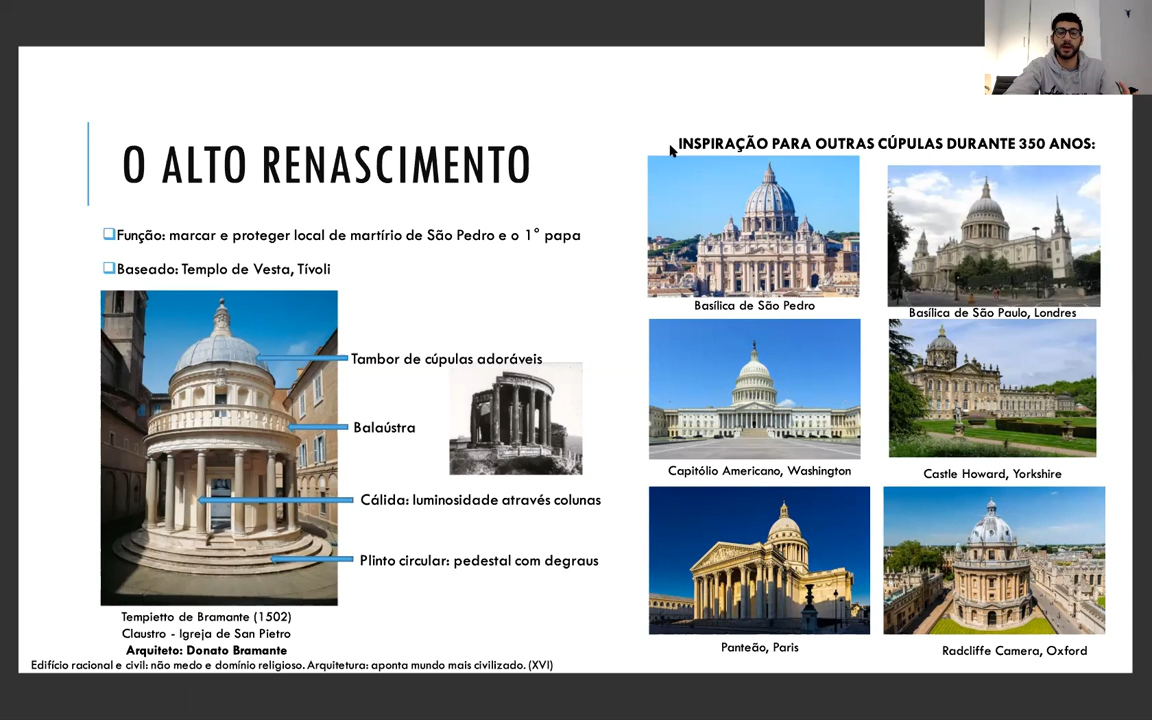 O ALTO RENASCIMENTO
Função: marcar e proteger local de martírio de São Pedro e o 1° papa
Baseado: Templo de Vesta, Tívoli
Tambor de cúpulas adoráveis
Balaústra
Cálida: luminosidade através colunas
Plinto circular: pedestal com degraus
Tempietto de Bramante (1502)
Claustro - Igreja de San Pietro
Arquiteto: Donato Bramante
Edifício racional e civil: não medo e domínio religioso. Arquitetura: aponta mundo mais civilizado. (XVI)
INSPIRAÇÃO PARA OUTRAS CÚPULAS DURANTE 350 ANOS:
Basílica de São Pedro
Basílica de São Paulo, Londres
Capitólio Americano, Washington
Castle Howard, Yorkshire
Panteão, Paris
Radcliffe Camera, Oxford